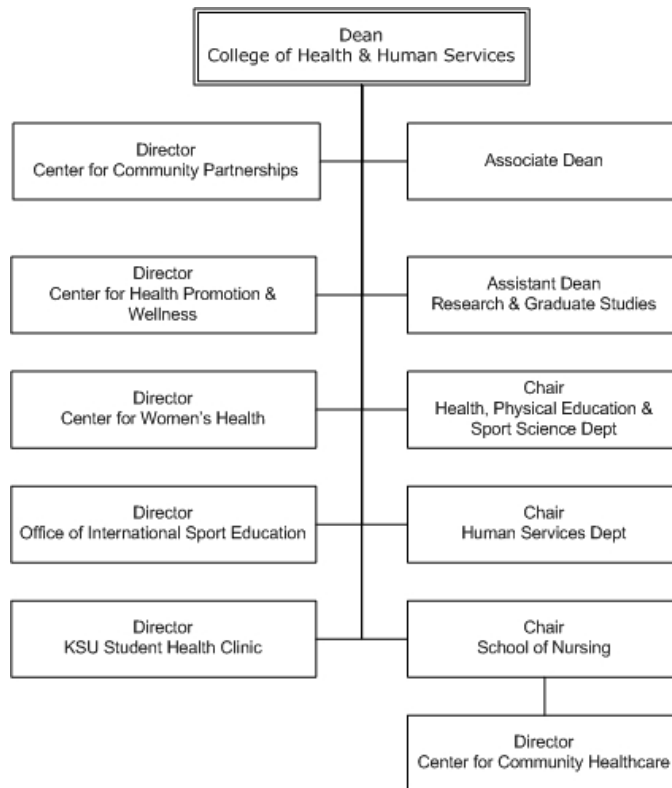 Dean
College of Health & Human Services
Director
Center for Community Partnerships
Associate Dean
Director
Center for Health Promotion &
Wellness
Assistant Dean
Research & Graduate Studies
Director
Center for Women's Health
Chair
Health, Physical Education &
Sport Science Dept
Director
Office of International Sport Education
Chair
Human Services Dept
Director
KSU Student Health Clinic
Chair
School of Nursing
Director
Center for Community Healthcare